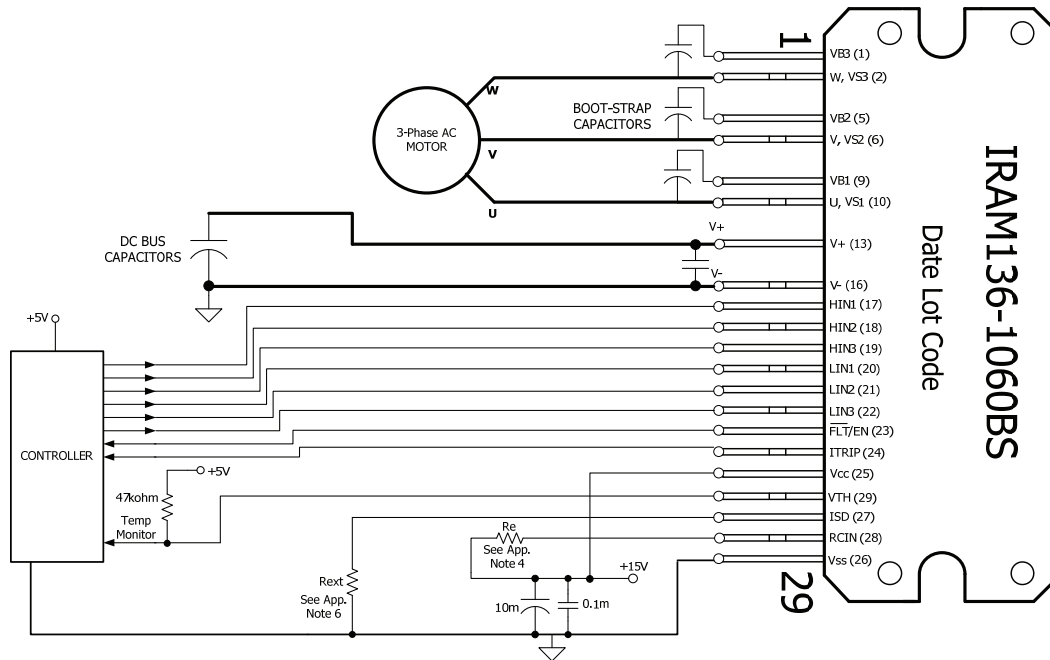 1
VB3 (1)
W, VS3 (2)
W
3-Phase AC
MOTOR
BOOT-STRAP
CAPACITORS
VB2 (5)
V, VS2 (6)
V
VB1 (9)
U, VS1 (10)
U
V+
V+ (13)
DC BUS
CAPACITORS
V-
V- (16)
HIN1 (17)
+5V
HIN2 (18)
HIN3 (19)
LIN1 (20)
LIN2 (21)
LIN3 (22)
FLT/EN (23)
CONTROLLER
ITRIP (24)
+5V
Vcc (25)
47kohm
VTH (29)
Temp
Monitor
ISD (27)
Re
See App.
Note 4
RCIN (28)
Vss (26)
+15V
Rext
See App.
Note 6
10m
0.1m
29
IRAM136-1060BS
Date Lot Code